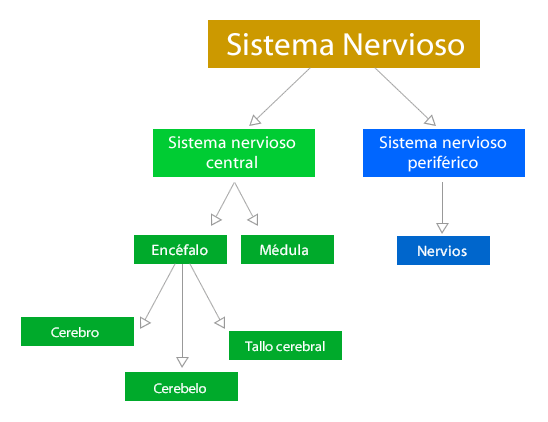 Sistema Nervioso
Sistema nervioso
central
Sistema nervioso
periférico
Encéfalo
Médula
Nervios
Cerebro
Tallo cerebral
Cerebelo